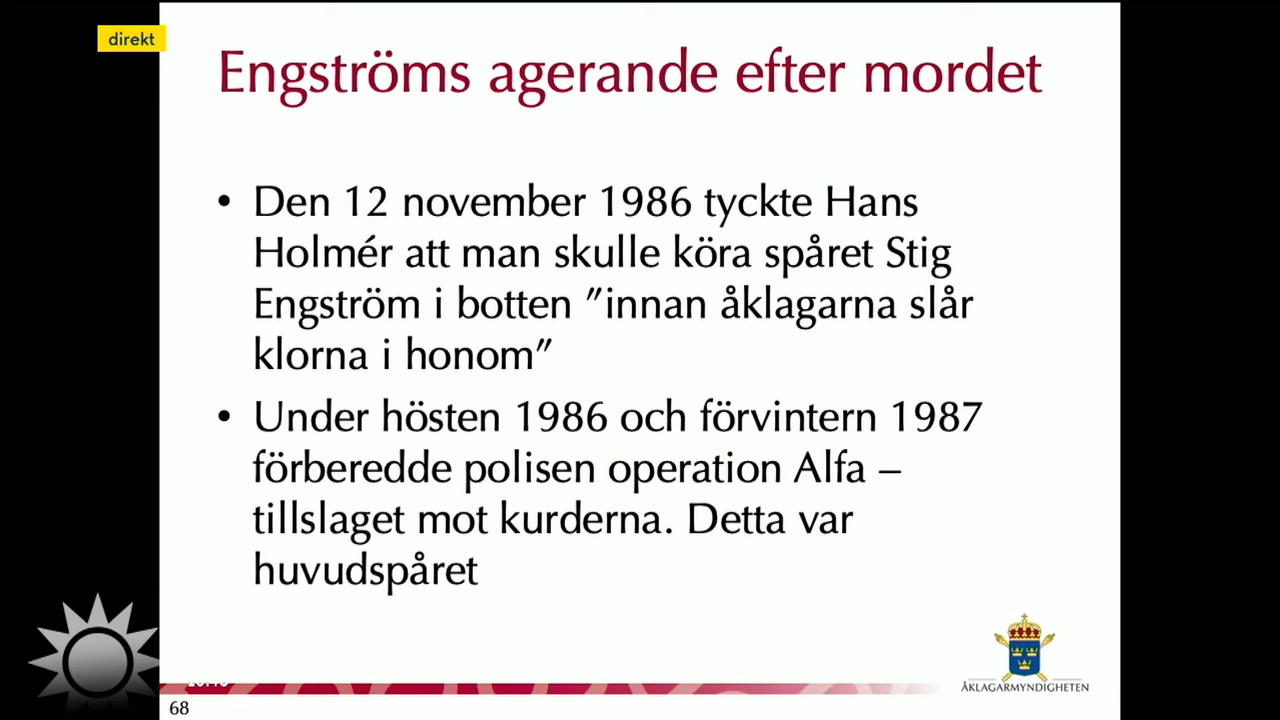 direkt
Engströms agerande efter mordet
• Den 12 november 1986 tyckte Hans
Holmér att man skulle köra spåret Stig
Engström i botten ”innan åklagarna slår
klorna i honom”
• Under hösten 1986 och förvintern 1987
förberedde polisen operation Alfa –
tillslaget mot kurderna. Detta var
huvudspåret
ÅKLAGARMYNDIGHETEN
68